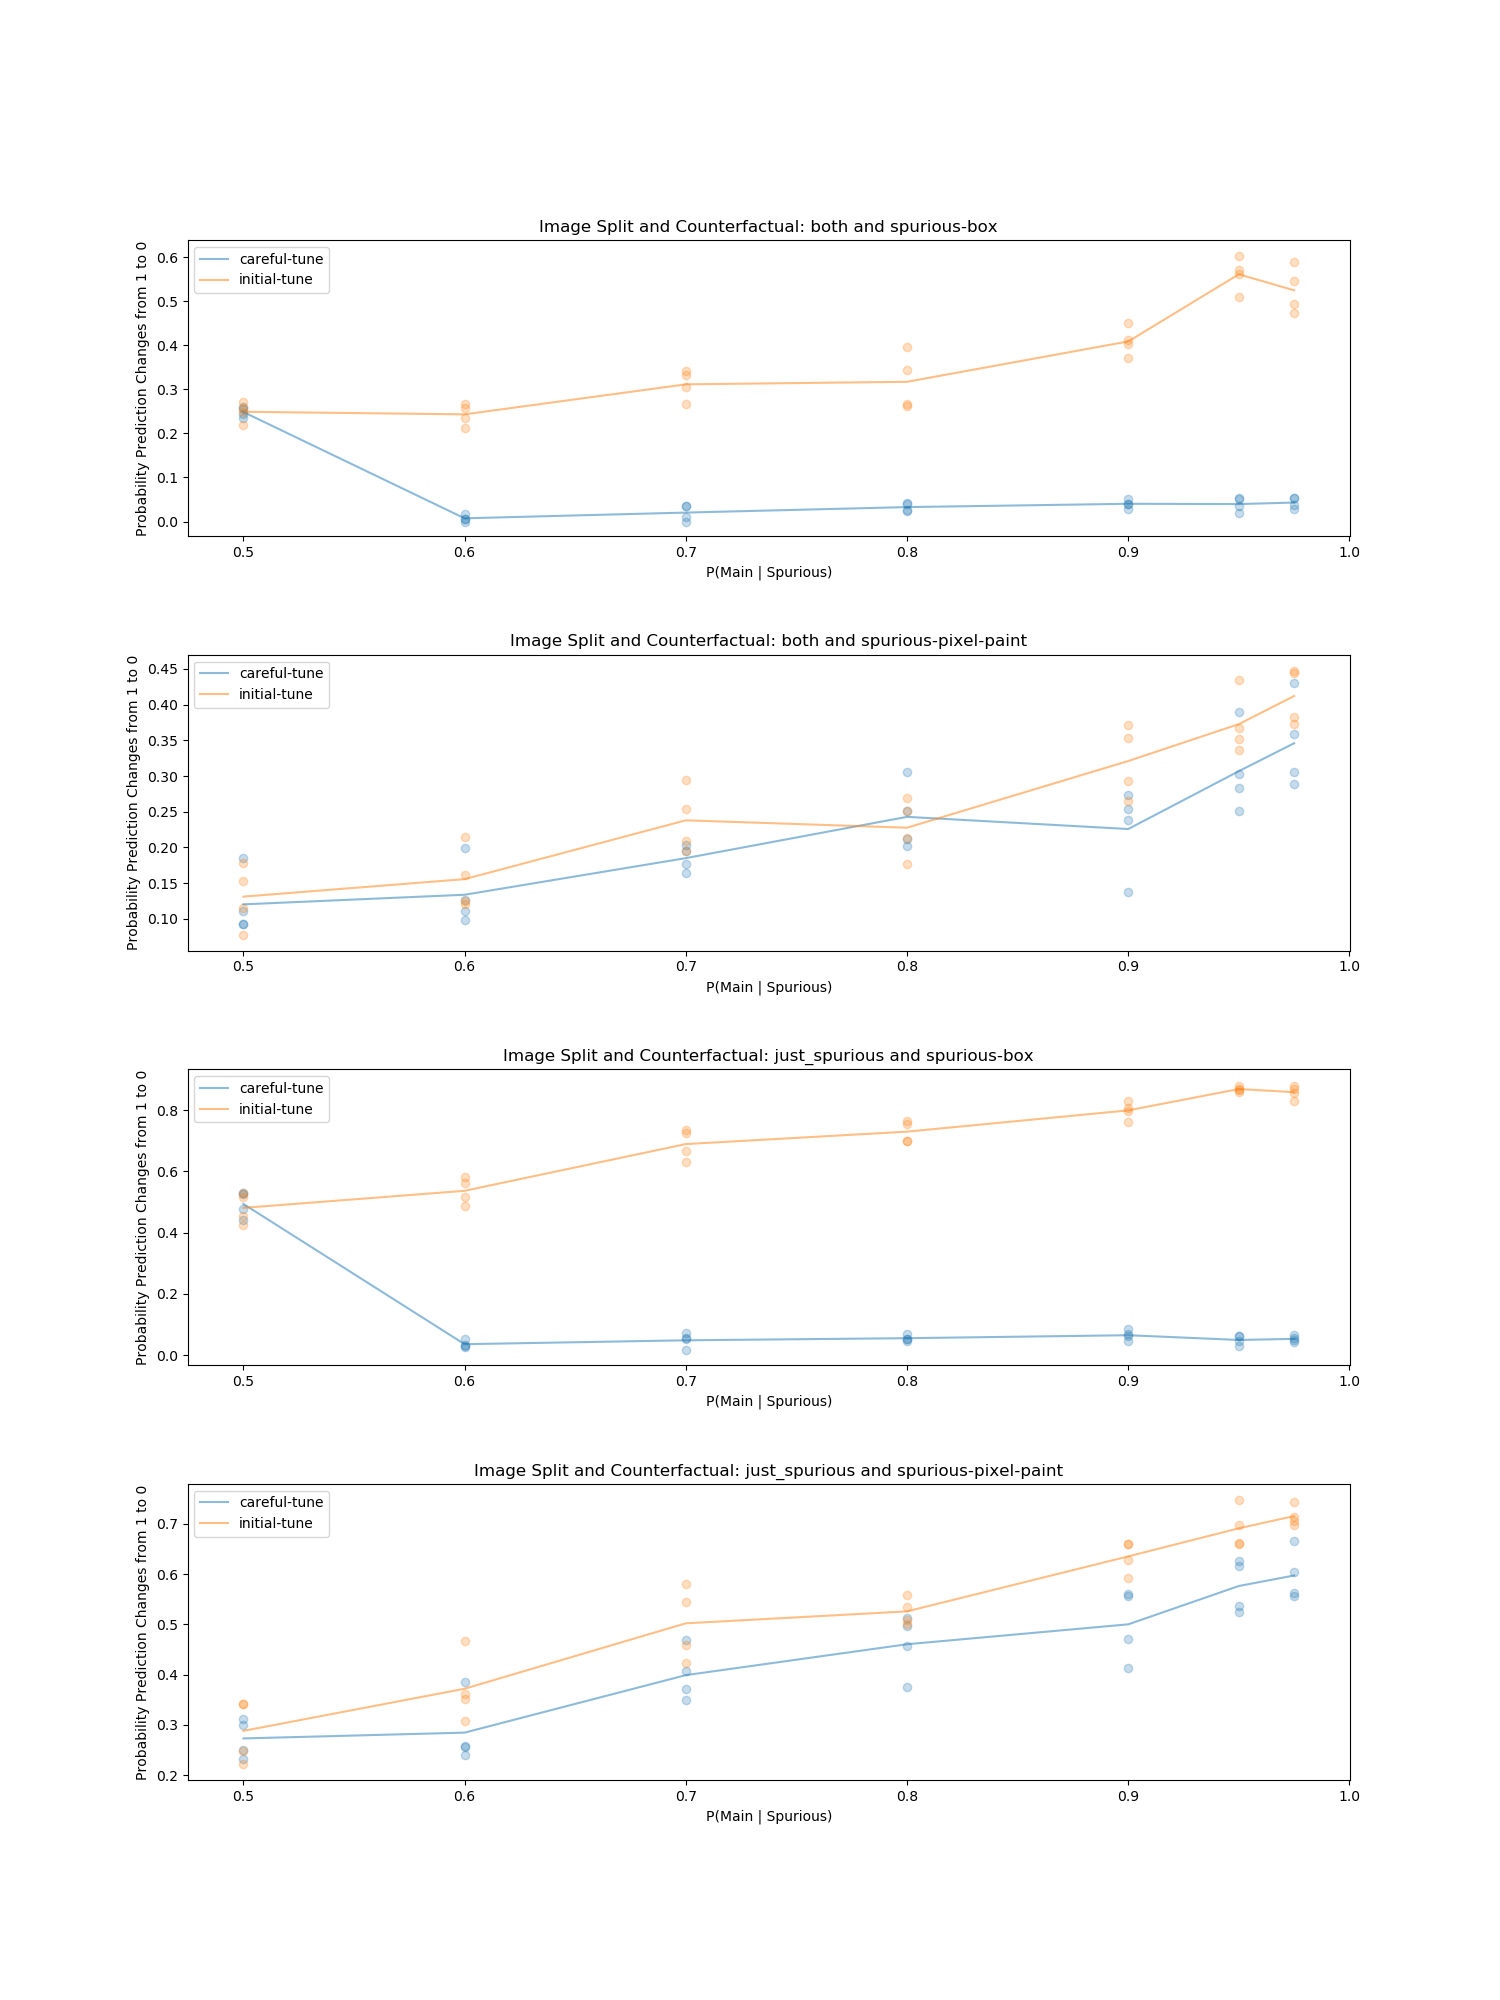 Image Split and Counterfactual: both and spurious-box
Probability Prediction Changes from 1 to 0
careful-tune
initial-tune
0.6
0.5
0.4
0.3
0.2
0.1
0.0
0.5 0.6 0.7 0.8 0.9 1.0
P(Main | Spurious)
Image Split and Counterfactual: both and spurious-pixel-paint
Probability Prediction Changes from 1 to 0
careful-tune
initial-tune
0.45
0.40
0.35
0.30
0.25
0.20
0.15
0.10
0.5 0.6 0.7 0.8 0.9 1.0
P(Main | Spurious)
Image Split and Counterfactual: just_spurious and spurious-box
Probability Prediction Changes from 1 to 0
careful-tune
initial-tune
0.8
0.6
0.4
0.2
0.0
0.5 0.6 0.7 0.8 0.9 1.0
P(Main | Spurious)
Image Split and Counterfactual: just_spurious and spurious-pixel-paint
Probability Prediction Changes from 1 to 0
careful-tune
initial-tune
0.7
0.6
0.5
0.4
0.3
0.2
0.5 0.6 0.7 0.8 0.9 1.0
P(Main | Spurious)